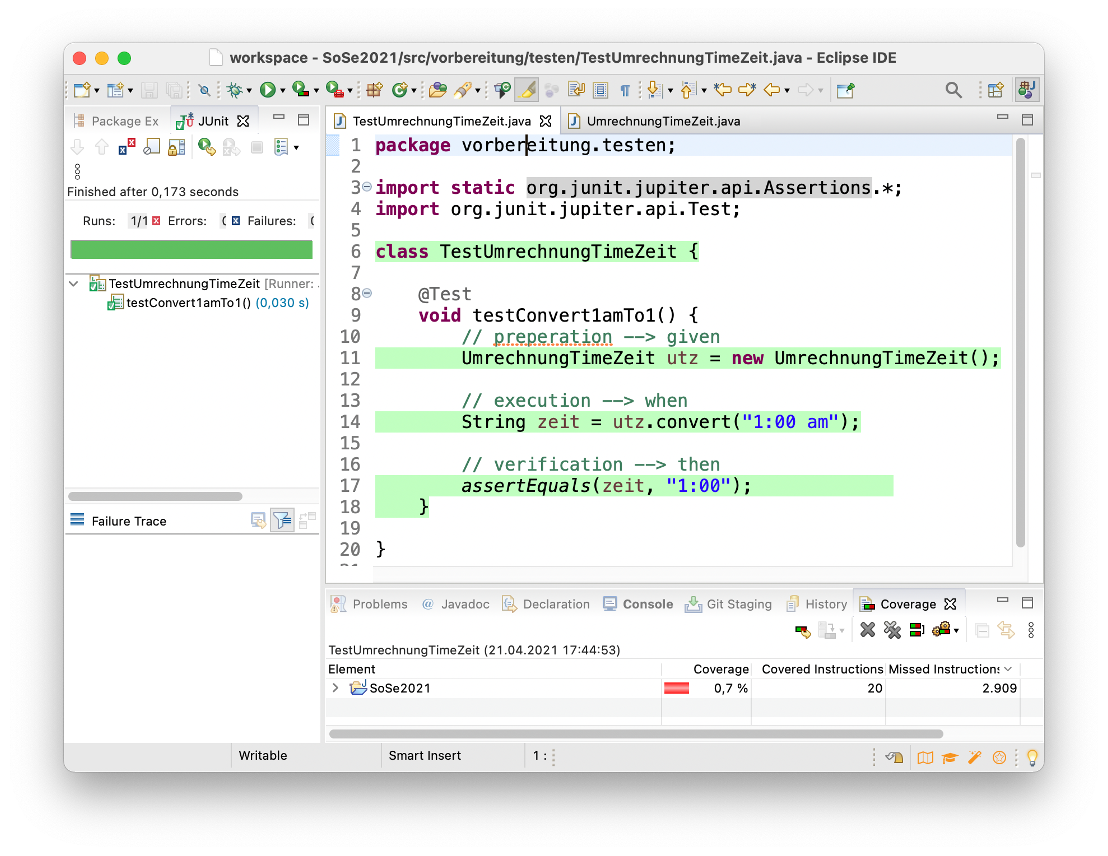 workspace - SoSe2021/src/vorbereitung/testen/TestUmrechnungTimeZeit.java - Eclipse IDE
Package Ex
JUnit
Finished after 0,173 seconds
Runs: 1/1 Errors: Failures:
TestUmrechnungTimeZeit [Runner:
testConvert1amTo1() (0,030 s)
Failure Trace
TestUmrechnungTimeZeit.java
UmrechnungTimeZeit.java
1 package vorbereitung.testen;
2
3 import static org.junit.jupiter.api.Assertions.*;
4 import org.junit.jupiter.api.Test;
5
6 class TestUmrechnungTimeZeit {
7
8 @Test
9 void testConvert1amTo1() {
10 // preperation --> given
11 UmrechnungTimeZeit utz = new UmrechnungTimeZeit();
12
13 // execution --> when
14 String zeit = utz.convert("1:00 am");
15
16 // verification --> then
17 assertEquals(zeit, "1:00");
18 }
19
20 }
Problems @ Javadoc Declaration Console Git Staging History Coverage
TestUmrechnungTimeZeit (21.04.2021 17:44:53)
Element Coverage Covered Instructions Missed Instructions
SoSe2021 0,7 % 20 2.909
Writable Smart Insert 1 :